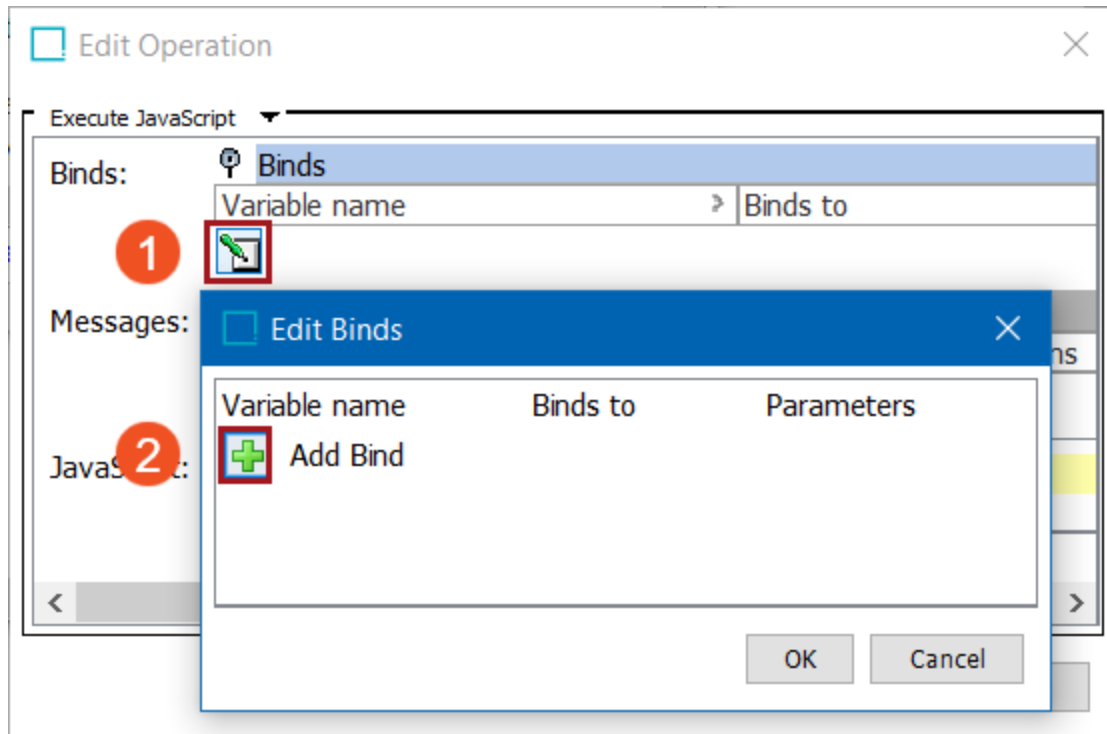 Edit Operation
Execute JavaScript
Binds:
Binds
Variable name
Binds to
1
Messages:
Edit Binds
ns
Variable name
Binds to
Parameters
2
Add Bind
OK
Cancel